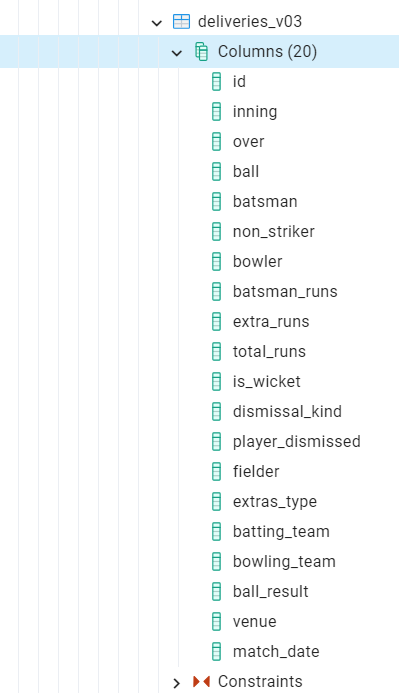 deliveries_v03
Columns (20)
id
inning
over
ball
batsman
non_striker
bowler
batsman_runs
extra_runs
total_runs
is_wicket
dismissal_kind
player_dismissed
fielder
extras_type
batting_team
bowling_team
ball_result
venue
match_date
Constraints